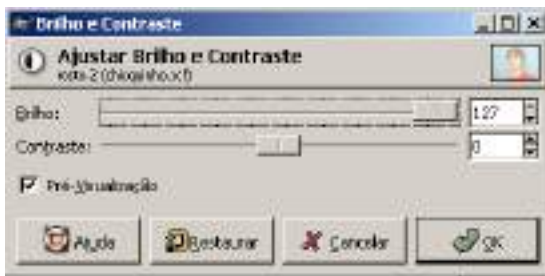 Brilho e Contraste
Ajustar Brilho e Contraste
Brilho:
127
Contraste:
0
Pré-Visualização
Ajuda
Restaurar
Cancelar
OK